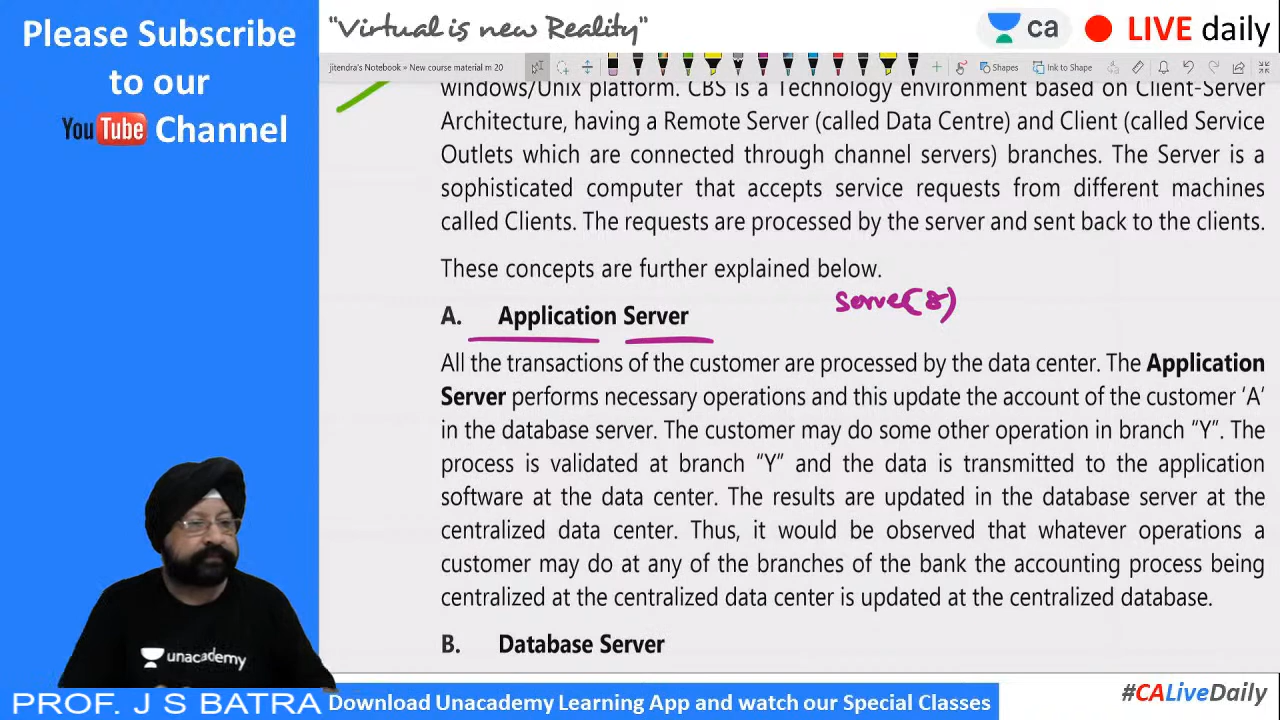 Please Subscribe
to our
YouTube Channel
"Virtual is new Reality"
ca
LIVE daily
jitendra's Notebook » New course material m 20
Shapes
Ink to Shape
windows/Unix platform. CBS is a Technology environment based on Client-Server
Architecture, having a Remote Server (called Data Centre) and Client (called Service
Outlets which are connected through channel servers) branches. The Server is a
sophisticated computer that accepts service requests from different machines
called Clients. The requests are processed by the server and sent back to the clients.
These concepts are further explained below.
Server(8)
A. Application Server
All the transactions of the customer are processed by the data center. The Application
Server performs necessary operations and this update the account of the customer ‘A’
in the database server. The customer may do some other operation in branch “Y”. The
process is validated at branch “Y” and the data is transmitted to the application
software at the data center. The results are updated in the database server at the
centralized data center. Thus, it would be observed that whatever operations a
customer may do at any of the branches of the bank the accounting process being
centralized at the centralized data center is updated at the centralized database.
B. Database Server
unacademy
PROF. J S BATRA
Download Unacademy Learning App and watch our Special Classes
#CALiveDaily